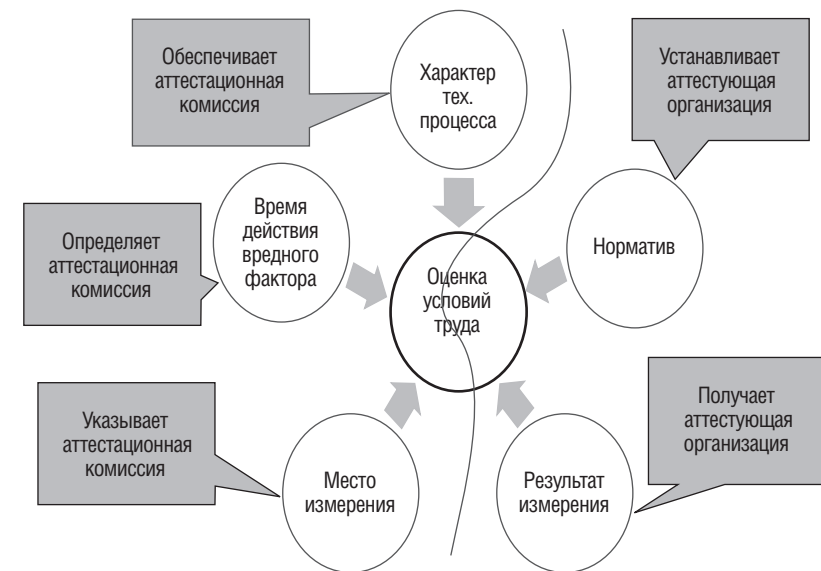 Обеспечивает
аттестационная
комиссия
Характер
тех.
процесса
Устанавливает
аттестующая
организация
Определяет
аттестационная
комиссия
Время
действия
вредного
фактора
Оценка
условий
труда
Норматив
Указывает
аттестационная
комиссия
Место
измерения
Результат
измерения
Получает
аттестующая
организация